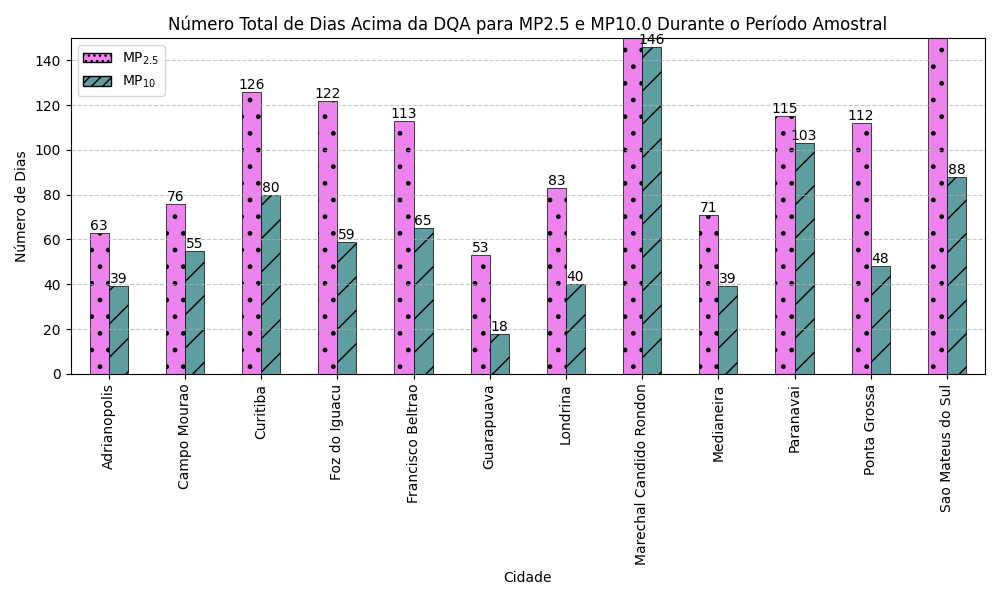 Número Total de Dias Acima da DQA para MP2.5 e MP10.0 Durante o Período Amostral
MP2.5
MP10
Número de Dias
140
120
100
80
60
40
20
0
63
39
76
55
126
80
122
59
113
65
53
18
83
40
146
71
39
115
103
112
48
88
Adrianopolis
Campo Mourao
Curitiba
Foz do Iguacu
Francisco Beltrao
Guarapuava
Londrina
Marechal Candido Rondon
Medianeira
Paranavai
Ponta Grossa
Sao Mateus do Sul
Cidade